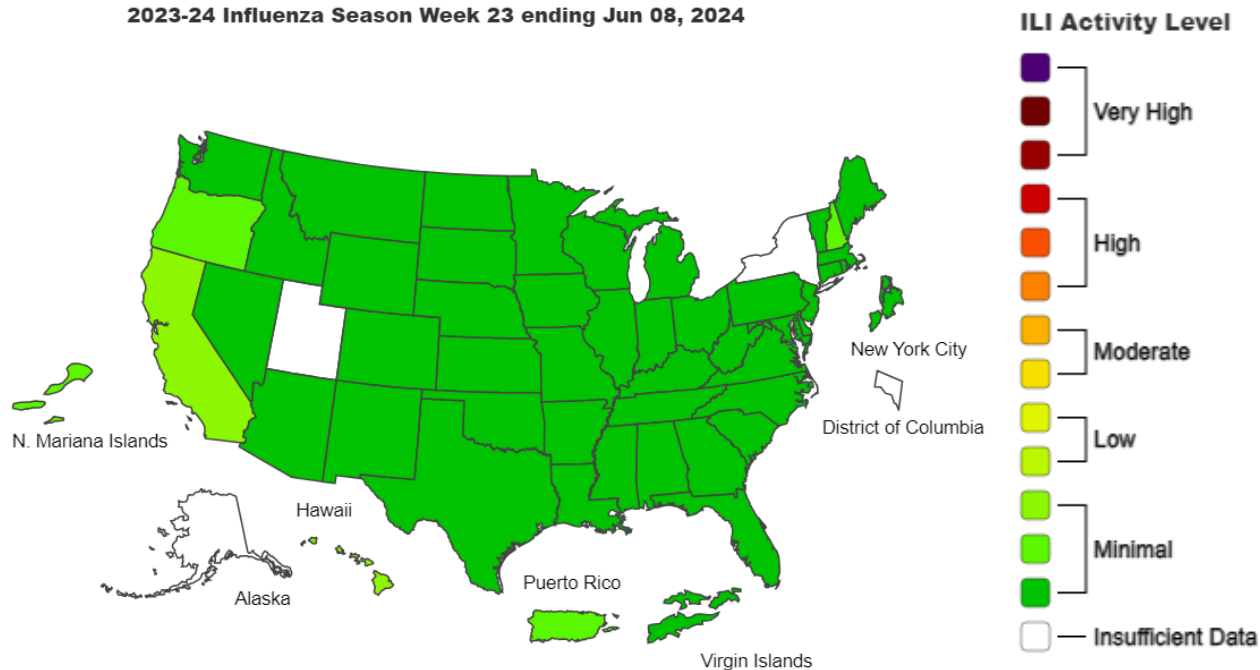 2023-24 Influenza Season Week 23 ending Jun 08, 2024
ILI Activity Level
Very High
High
Moderate
Low
Minimal
Insufficient Data
New York City
District of Columbia
N. Mariana Islands
Hawaii
Alaska
Puerto Rico
Virgin Islands